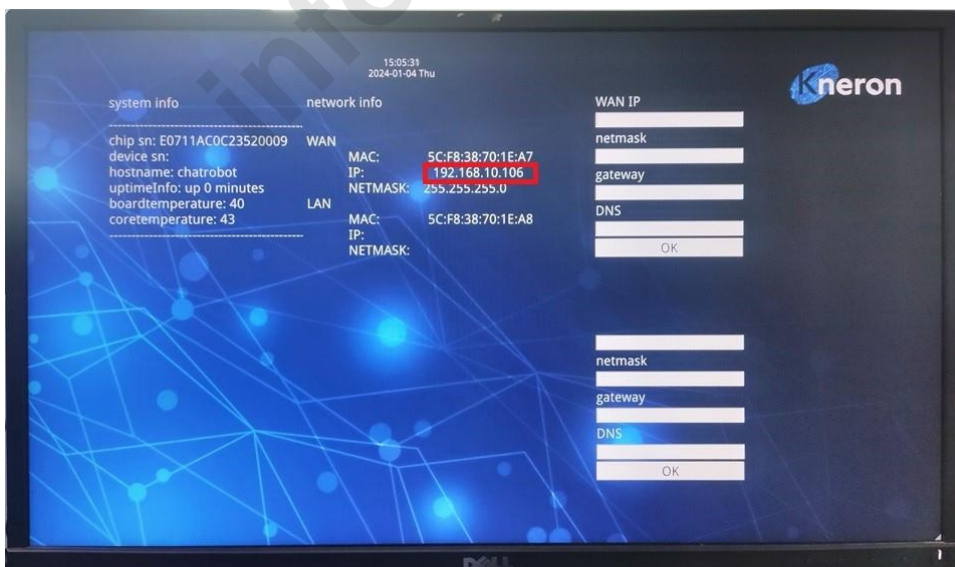 15:05:31
2024-01-04 Thu
Kneron
system info
----------------------------------------
chip sn: E0711AC0C23520009
device sn:
hostname: chatrobot
uptimeInfo: up 0 minutes
boardtemperature: 40
coretemperature: 43
----------------------------------------
network info
WAN
MAC: 5C:F8:38:70:1E:A7
IP: 192.168.10.106
NETMASK: 255.255.255.0
LAN
MAC: 5C:F8:38:70:1E:A8
IP:
NETMASK:
WAN IP
netmask
gateway
DNS
OK
netmask
gateway
DNS
OK
DELL